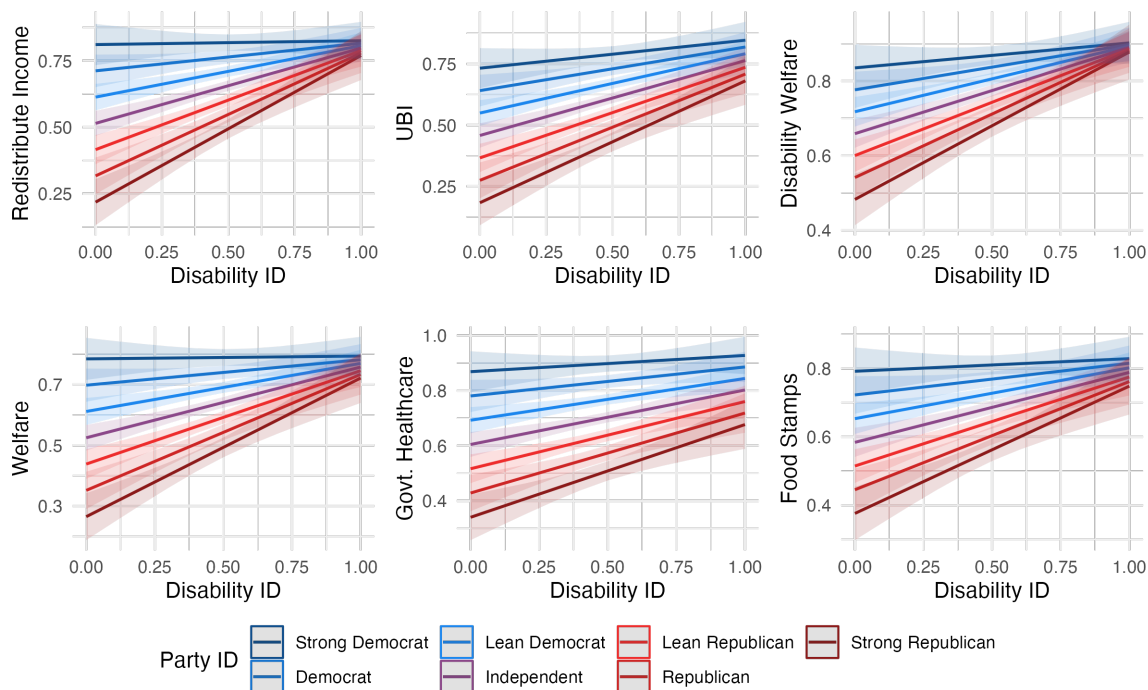 Redistribute Income
0.75
0.50
0.25
0.00 0.25 0.50 0.75 1.00
Disability ID
UBI
0.75
0.50
0.25
0.00 0.25 0.50 0.75 1.00
Disability ID
Disability Welfare
0.8
0.6
0.4
0.00 0.25 0.50 0.75 1.00
Disability ID
Welfare
0.7
0.5
0.3
0.00 0.25 0.50 0.75 1.00
Disability ID
Govt. Healthcare
1.0
0.8
0.6
0.4
0.00 0.25 0.50 0.75 1.00
Disability ID
Food Stamps
0.8
0.6
0.4
0.00 0.25 0.50 0.75 1.00
Disability ID
Party ID
Strong Democrat Lean Democrat Lean Republican Strong Republican
Democrat Independent Republican